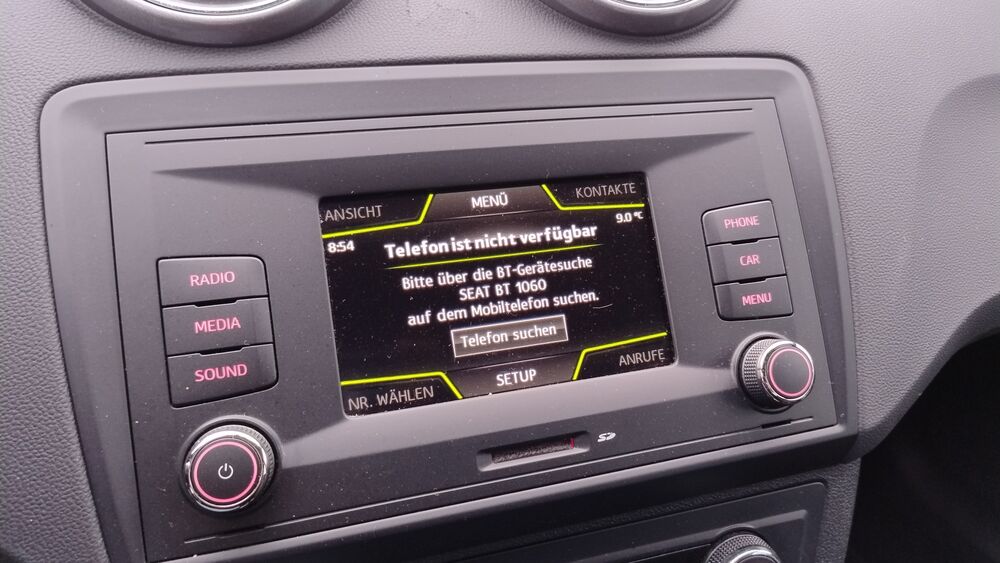 ANSICHT
MENÜ
KONTAKTE
8:54
9.0 °C
Telefon ist nicht verfügbar
Bitte über die BT-Gerätesuche
SEAT BT 1060
auf dem Mobiltelefon suchen.
Telefon suchen
NR. WÄHLEN
SETUP
ANRUFE
RADIO
MEDIA
SOUND
PHONE
CAR
MENU
SD